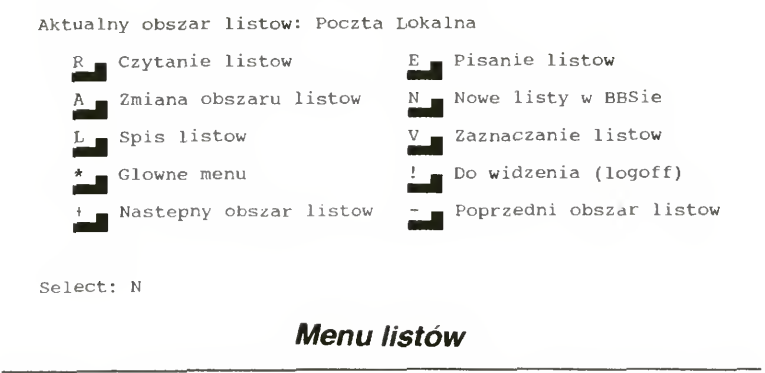 Aktualny obszar listow: Poczta Lokalna
R Czytanie listow E Pisanie listow
A Zmiana obszaru listow N Nowe listy w BBSie
L Spis listow V Zaznaczanie listow
* Glowne menu ! Do widzenia (logoff)
+ Nastepny obszar listow - Poprzedni obszar listow
Select: N
Menu listów